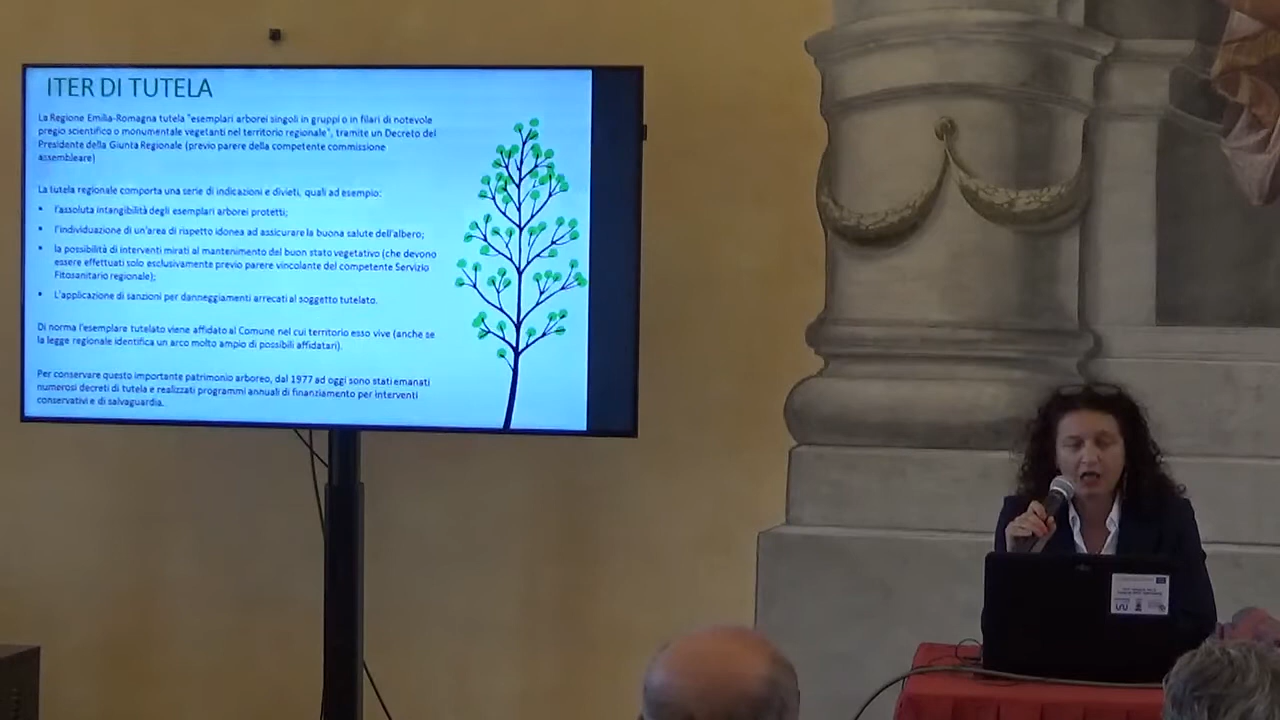 ITER DI TUTELA
La Regione Emilia-Romagna tutela "esemplari arborei singoli in gruppi o in filari di notevole
pregio scientifico o monumentale vegetanti nel territorio regionale", tramite un Decreto del
Presidente della Giunta Regionale (previo parere della competente commissione
assembleare)
La tutela regionale comporta una serie di indicazioni e divieti, quali ad esempio:
• l'assoluta intangibilità degli esemplari arborei protetti;
• l'individuazione di un'area di rispetto idonea ad assicurare la buona salute dell'albero;
• la possibilità di interventi mirati al mantenimento del buon stato vegetativo (che devono
essere effettuati solo esclusivamente previo parere vincolante del competente Servizio
Fitosanitario regionale);
• L'applicazione di sanzioni per danneggiamenti arrecati al soggetto tutelato.
Di norma l'esemplare tutelato viene affidato al Comune nel cui territorio esso vive (anche se
la legge regionale identifica un arco molto ampio di possibili affidatari).
Per conservare questo importante patrimonio arboreo, dal 1977 ad oggi sono stati emanati
numerosi decreti di tutela e realizzati programmi annuali di finanziamento per interventi
conservativi e di salvaguardia.